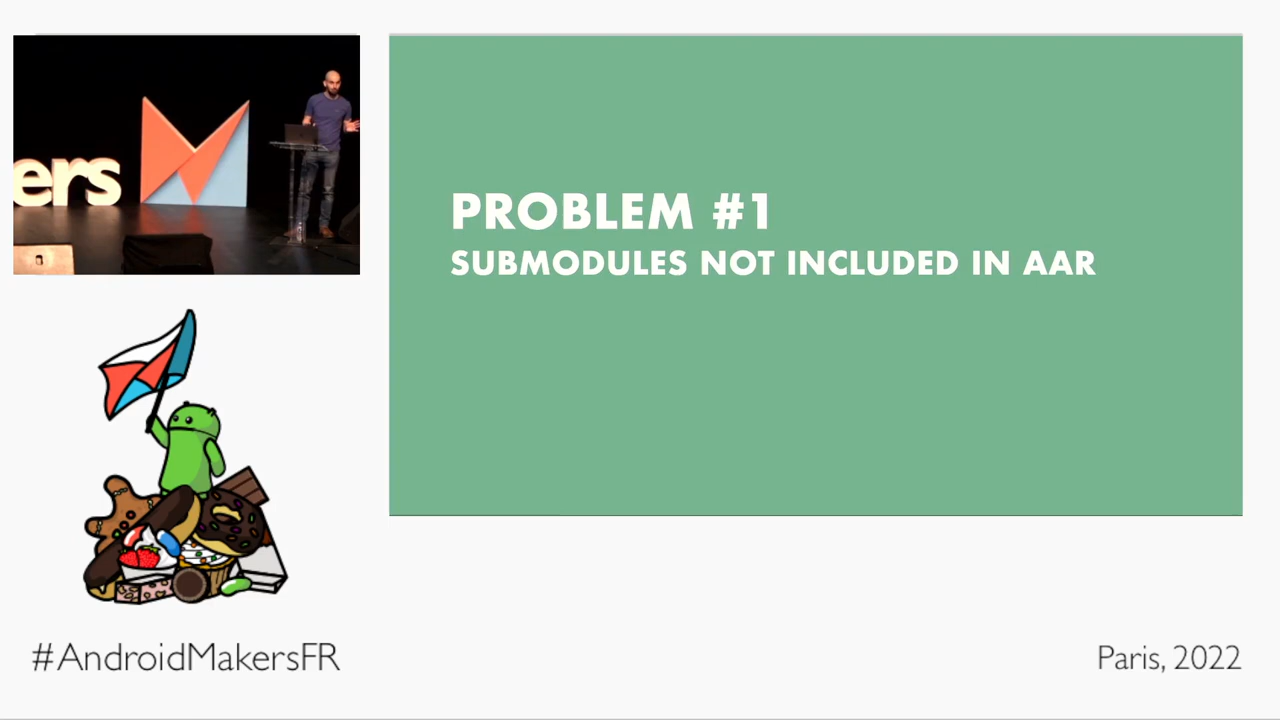 ers
PROBLEM #1
SUBMODULES NOT INCLUDED IN AAR
#AndroidMakersFR
Paris, 2022